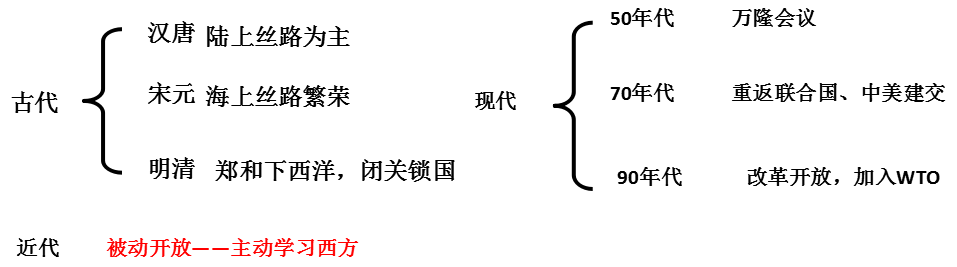 古代
汉唐 陆上丝路为主
宋元 海上丝路繁荣
明清 郑和下西洋，闭关锁国
现代
50年代 万隆会议
70年代 重返联合国、中美建交
90年代 改革开放，加入WTO
近代 被动开放——主动学习西方